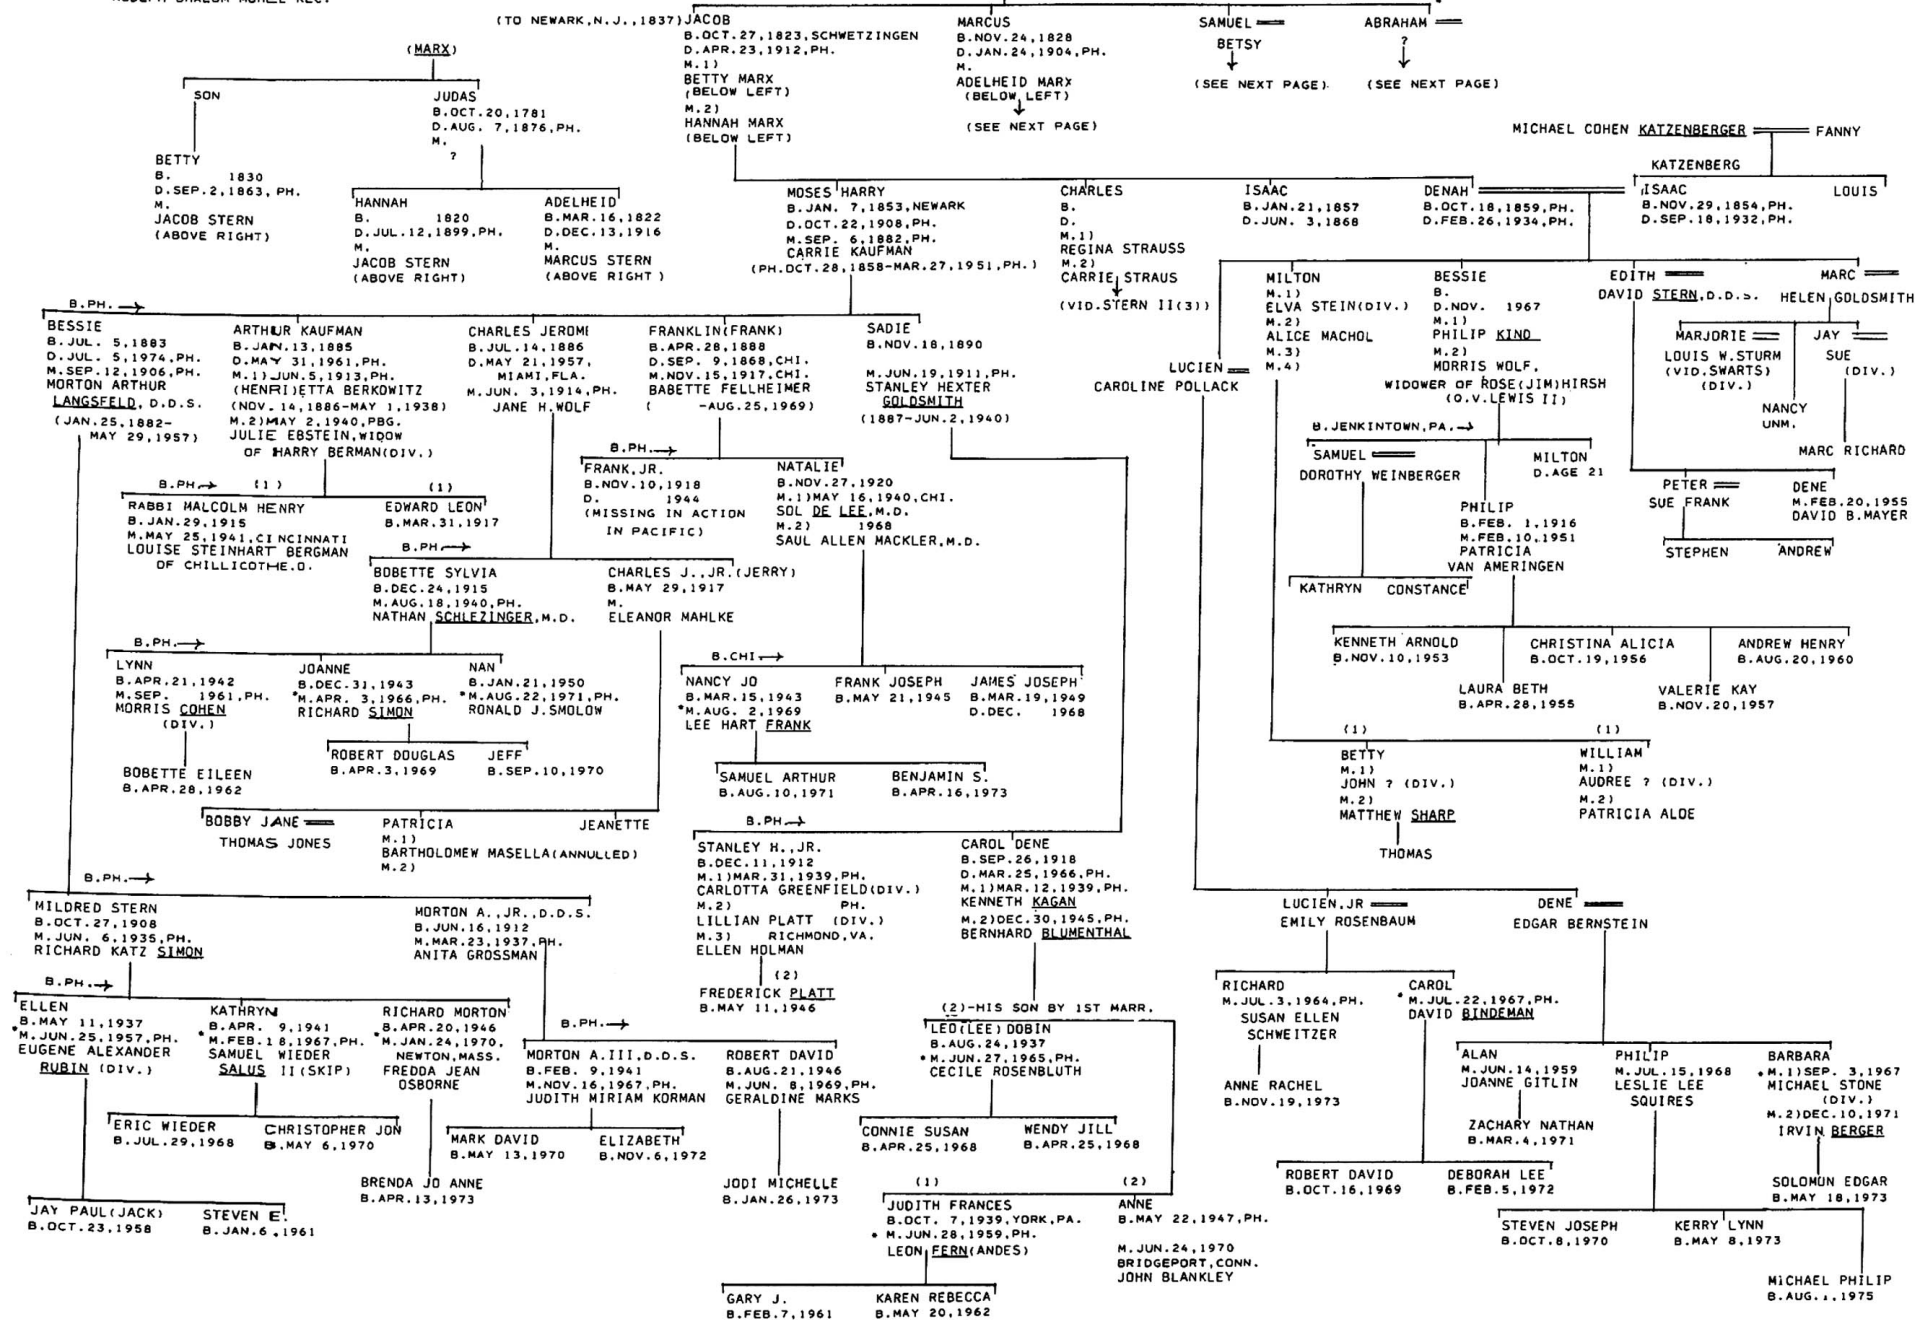 (TO NEWARK,N.J.,1837) JACOB
B.OCT.27,1823,SCHWETZINGEN
D.APR.23,1912,PH.
M.1)
BETTY MARX
(BELOW LEFT)
M.2)
HANNAH MARX
(BELOW LEFT)
MARCUS
B.NOV.24,1828
D.JAN.24,1904,PH.
M.
ADELHEID MARX
(BELOW LEFT)
(SEE NEXT PAGE)
SAMUEL
BETSY
(SEE NEXT PAGE)
ABRAHAM
?
(SEE NEXT PAGE)
(MARX)
SON
BETTY
B. 1830
D.SEP.2,1863, PH.
M.
JACOB STERN
(ABOVE RIGHT)
JUDAS
B.OCT.20,1781
D.AUG. 7,1876,PH.
M.
?
HANNAH
B. 1820
D.JUL.12,1899,PH.
M.
JACOB STERN
(ABOVE RIGHT)
ADELHEID
B.MAR.16,1822
D.DEC.13,1916
M.
MARCUS STERN
(ABOVE RIGHT)
MICHAEL COHEN KATZENBERGER FANNY
KATZENBERG
MOSES HARRY
B.JAN. 7,1853,NEWARK
D.OCT.22,1908,PH.
M.SEP. 6,1882,PH.
CARRIE KAUFMAN
(PH.OCT.28,1858-MAR.27,1951,PH.)
CHARLES
B.
D.
M.1)
REGINA STRAUSS
M.2)
CARRIE STRAUS
(VID.STERN II(3))
ISAAC
B.JAN.21,1857
D.JUN. 3,1868
DENAH
B.OCT.18,1859,PH.
D.FEB.26,1934,PH.
ISAAC
B.NOV.29,1854,PH.
D.SEP.18,1932,PH.
LOUIS
B.PH.
BESSIE
B.JUL. 5,1883
D.JUL. 5,1974,PH.
M.SEP.12,1906,PH.
MORTON ARTHUR
LANGSFELD, D.D.S.
(JAN.25,1882-
MAY 29,1957)
ARTHUR KAUFMAN
B.JAN.13,1885
D.MAY 31,1961,PH.
M.1)JUN.5,1913,PH.
(HENRI)ETTA BERKOWITZ
(NOV.14,1886-MAY 1,1938)
M.2)MAY 2,1940,PBG.
JULIE EBSTEIN,WIDOW
OF HARRY BERMAN(DIV.)
CHARLES JEROME
B.JUL.14,1886
D.MAY 21,1957,
MIAMI,FLA.
M.JUN. 3,1914,PH.
JANE H.WOLF
FRANKLIN(FRANK)
B.APR.28,1888
D.SEP. 9,1868,CHI.
M.NOV.15,1917,CHI.
BABETTE FELLHEIMER
( -AUG.25,1969)
SADIE
B.NOV.18,1890
M.JUN.19,1911,PH.
STANLEY HEXTER
GOLDSMITH
(1887-JUN.2,1940)
LUCIEN
CAROLINE POLLACK
MILTON
M.1)
ELVA STEIN(DIV.)
M.2)
ALICE MACHOL
M.3)
M.4)
BESSIE
B.
D.NOV. 1967
M.1)
PHILIP KIND
M.2)
MORRIS WOLF,
WIDOWER OF ROSE(JIM)HIRSH
(O.V.LEWIS II)
EDITH
DAVID STERN,D.D.S.
MARC
HELEN GOLDSMITH
MARJORIE
LOUIS W.STURM
(VID.SWARTS)
(DIV.)
NANCY
UNM.
JAY
SUE
(DIV.)
MARC RICHARD
B.PH. (1) (1)
RABBI MALCOLM HENRY
B.JAN.29,1915
M.MAY 25,1941,CINCINNATI
LOUISE STEINHART BERGMAN
OF CHILLICOTHE.O.
EDWARD LEON
B.MAR.31,1917
B.PH.
FRANK,JR.
B.NOV.10,1918
D. 1944
(MISSING IN ACTION
IN PACIFIC)
NATALIE
B.NOV.27,1920
M.1)MAY 16,1940,CHI.
SOL DE LEE,M.D.
M.2) 1968
SAUL ALLEN MACKLER,M.D.
B.JENKINTOWN,PA.
SAMUEL
DOROTHY WEINBERGER
MILTON
D.AGE 21
PHILIP
B.FEB. 1,1916
M.FEB.10,1951
PATRICIA
VAN AMERINGEN
PETER
SUE FRANK
DENE
M.FEB.20,1955
DAVID B.MAYER
STEPHEN
ANDREW
KATHRYN
CONSTANCE
B.PH.
BOBETTE SYLVIA
B.DEC.24,1915
M.AUG.18,1940,PH.
NATHAN SCHLEZINGER,M.D.
CHARLES J.,JR.(JERRY)
B.MAY 29,1917
M.
ELEANOR MAHLKE
KENNETH ARNOLD
B.NOV.10,1953
LAURA BETH
B.APR.28,1955
CHRISTINA ALICIA
B.OCT.19,1956
VALERIE KAY
B.NOV.20,1957
ANDREW HENRY
B.AUG.20,1960
B.PH.
LYNN
B.APR.21,1942
M.SEP. 1961,PH.
MORRIS COHEN
(DIV.)
JOANNE
B.DEC.31,1943
*M.APR. 3,1966,PH.
RICHARD SIMON
NAN
B.JAN.21,1950
*M.AUG.22,1971,PH.
RONALD J.SMOLOW
BOBETTE EILEEN
B.APR.28,1962
ROBERT DOUGLAS
B.APR.3,1969
JEFF
B.SEP.10,1970
B.CHI
NANCY JO
B.MAR.15,1943
*M.AUG. 2,1969
LEE HART FRANK
FRANK JOSEPH
B.MAY 21,1945
JAMES JOSEPH
B.MAR.19,1949
D.DEC. 1968
SAMUEL ARTHUR
B.AUG.10,1971
BENJAMIN S.
B.APR.16,1973
(1) (1)
BETTY
M.1)
JOHN ? (DIV.)
M.2)
MATTHEW SHARP
THOMAS
WILLIAM
M.1)
AUDREE ? (DIV.)
M.2)
PATRICIA ALOE
BOBBY JANE
THOMAS JONES
PATRICIA
M.1)
BARTHOLOMEW MASELLA(ANNULLED)
M.2)
JEANETTE
B.PH.
STANLEY H.,JR.
B.DEC.11,1912
M.1)MAR.31,1939,PH.
CARLOTTA GREENFIELD(DIV.)
M.2) PH.
LILLIAN PLATT (DIV.)
M.3) RICHMOND,VA.
ELLEN HOLMAN
(2)
FREDERICK PLATT
B.MAY 11,1946
CAROL DENE
B.SEP.26,1918
D.MAR.25,1966,PH.
M.1)MAR.12,1939,PH.
KENNETH KAGAN
M.2)DEC.30,1945,PH.
BERNHARD BLUMENTHAL
B.PH.
MILDRED STERN
B.OCT.27,1908
M.JUN. 6,1935,PH.
RICHARD KATZ SIMON
MORTON A.,JR.,D.D.S.
B.JUN.16,1912
M.MAR.23,1937,PH.
ANITA GROSSMAN
LUCIEN,JR
EMILY ROSENBAUM
DENE
EDGAR BERNSTEIN
B.PH.
ELLEN
B.MAY 11,1937
*M.JUN.25,1957,PH.
EUGENE ALEXANDER
RUBIN (DIV.)
KATHRYN
B.APR. 9,1941
*M.FEB.18,1967,PH.
SAMUEL WIEDER
SALUS II(SKIP)
RICHARD MORTON
B.APR.20,1946
*M.JAN.24,1970,
NEWTON,MASS.
FREDDA JEAN
OSBORNE
B.PH.
MORTON A.III,D.D.S.
B.FEB. 9,1941
M.NOV.16,1967,PH.
JUDITH MIRIAM KORMAN
ROBERT DAVID
B.AUG.21,1946
M.JUN. 8,1969,PH.
GERALDINE MARKS
(2)-HIS SON BY 1ST MARR.
LEO(LEE) DOBIN
B.AUG.24,1937
*M.JUN.27,1965,PH.
CECILE ROSENBLUTH
RICHARD
M.JUL.3,1964,PH.
SUSAN ELLEN
SCHWEITZER
ANNE RACHEL
B.NOV.19,1973
CAROL
*M.JUL.22,1967,PH.
DAVID BINDEMAN
ALAN
M.JUN.14,1959
JOANNE GITLIN
ZACHARY NATHAN
B.MAR.4,1971
PHILIP
M.JUL.15,1968
LESLIE LEE
SQUIRES
BARBARA
*M.1)SEP. 3,1967
MICHAEL STONE
(DIV.)
M.2)DEC.10,1971
IRVIN BERGER
SOLOMON EDGAR
B.MAY 18,1973
ERIC WIEDER
B.JUL.29,1968
CHRISTOPHER JON
B.MAY 6,1970
MARK DAVID
B.MAY 13,1970
ELIZABETH
B.NOV.6,1972
CONNIE SUSAN
B.APR.25,1968
WENDY JILL
B.APR.25,1968
BRENDA JO ANNE
B.APR.13,1973
JODI MICHELLE
B.JAN.26,1973
ROBERT DAVID
B.OCT.16,1969
DEBORAH LEE
B.FEB.5,1972
JAY PAUL(JACK)
B.OCT.23,1958
STEVEN E.
B.JAN.6,1961
(1) (2)
JUDITH FRANCES
B.OCT. 7,1939,YORK,PA.
*M.JUN.28,1959,PH.
LEON FERN(ANDES)
ANNE
B.MAY 22,1947,PH.
M.JUN.24,1970
BRIDGEPORT,CONN.
JOHN BLANKLEY
STEVEN JOSEPH
B.OCT.8,1970
KERRY LYNN
B.MAY 8,1973
MICHAEL PHILIP
B.AUG.1,1975
GARY J.
B.FEB.7,1961
KAREN REBECCA
B.MAY 20,1962